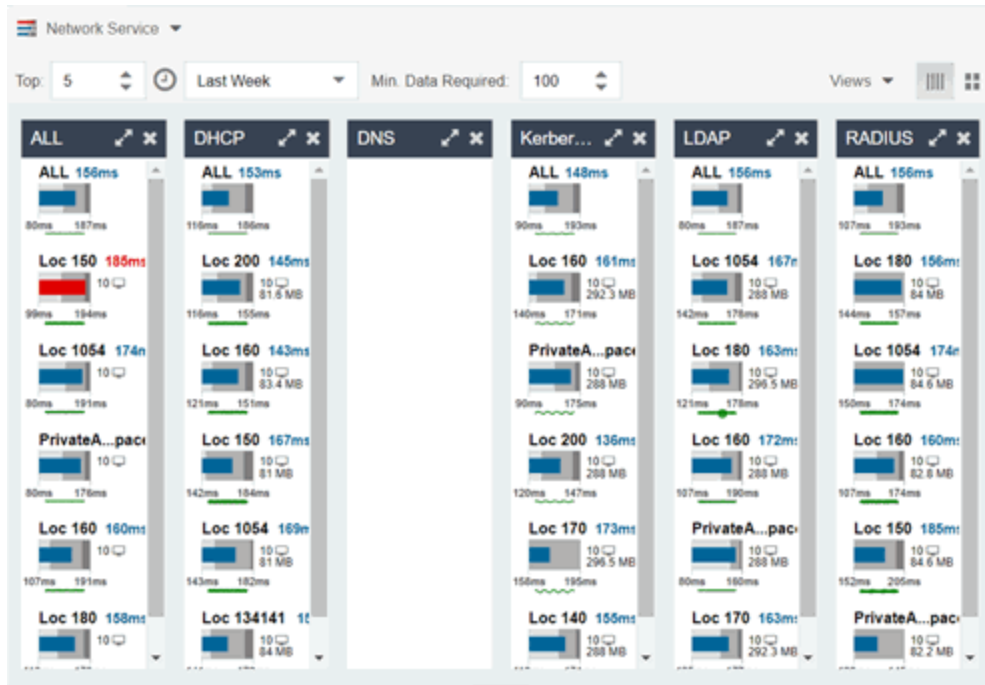 Network Service
Top: 5 Last Week Min. Data Required: 100 Views
ALL
ALL 156ms
80ms 187ms
Loc 150 185ms
10
99ms 194ms
Loc 1054 174m
10
80ms 191ms
PrivateA...pace
10
80ms 176ms
Loc 160 160ms
10
107ms 191ms
Loc 180 158ms
10
DHCP
ALL 153ms
116ms 186ms
Loc 200 145ms
10
81.6 MB
116ms 155ms
Loc 160 143ms
10
83.4 MB
121ms 151ms
Loc 150 167ms
10
81 MB
142ms 184ms
Loc 1054 169m
10
81 MB
143ms 182ms
Loc 134141 15
10
84 MB
DNS
Kerber...
ALL 148ms
90ms 193ms
Loc 160 161ms
10
292.3 MB
140ms 171ms
PrivateA...pace
10
288 MB
90ms 175ms
Loc 200 136ms
10
288 MB
120ms 147ms
Loc 170 173ms
10
296.5 MB
158ms 195ms
Loc 140 155ms
10
288 MB
LDAP
ALL 156ms
80ms 187ms
Loc 1054 167m
10
288 MB
142ms 178ms
Loc 180 163ms
10
296.5 MB
121ms 178ms
Loc 160 172ms
10
288 MB
107ms 190ms
PrivateA...pac
10
288 MB
80ms 160ms
Loc 170 163ms
10
292.3 MB
RADIUS
ALL 156ms
107ms 193ms
Loc 180 156ms
10
84 MB
144ms 157ms
Loc 1054 174m
10
84.6 MB
150ms 174ms
Loc 160 160ms
10
82.8 MB
107ms 174ms
Loc 150 185ms
10
84.6 MB
152ms 205ms
PrivateA...pac
10
82.2 MB